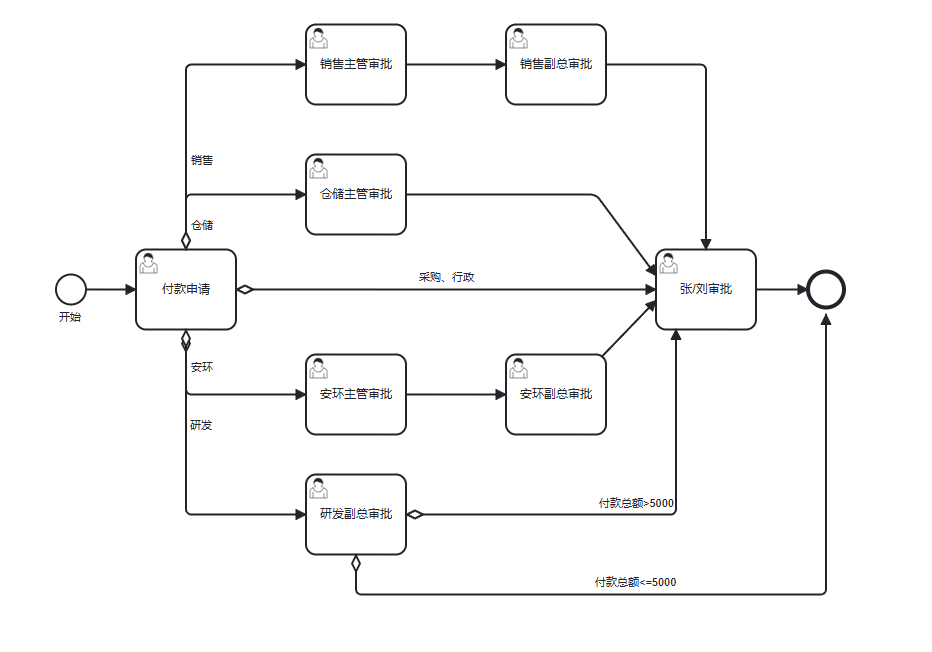 销售主管审批
销售副总审批
销售
仓储主管审批
仓储
采购、行政
付款申请
张/刘审批
开始
安环
安环主管审批
安环副总审批
研发
付款总额>5000
研发副总审批
付款总额<=5000